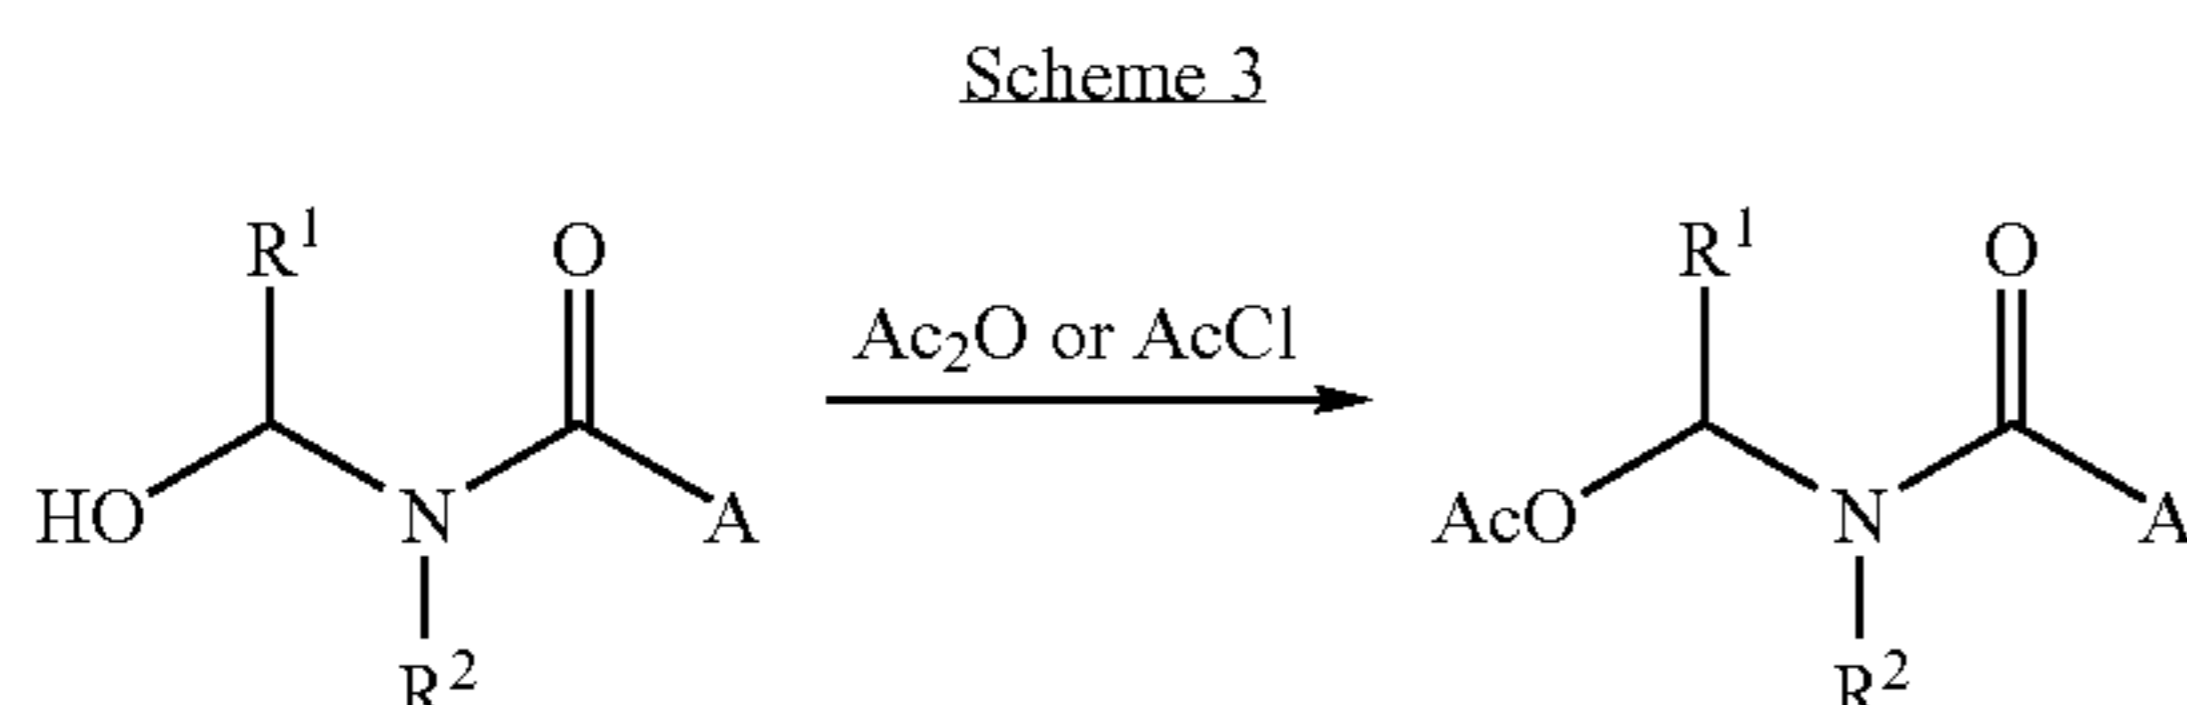 Scheme 3
R¹ O R¹ O
Ac₂O or AcCl
HO N A AcO N A
R² R²